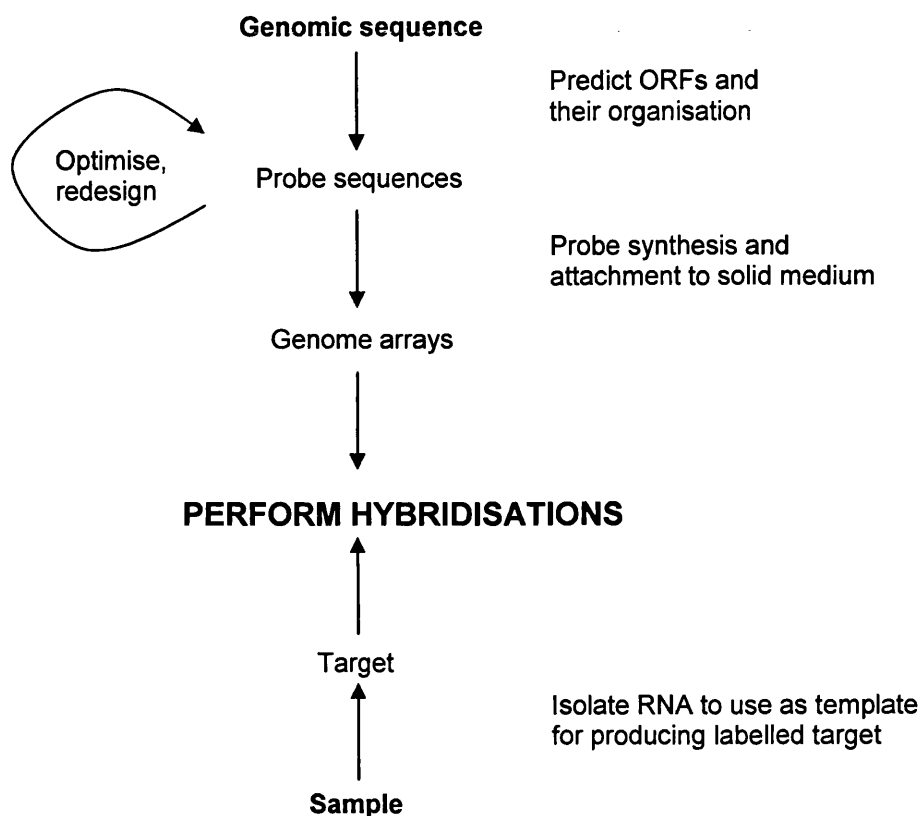 Genomic sequence
Predict ORFs and
their organisation
Optimise,
redesign
Probe sequences
Probe synthesis and
attachment to solid medium
Genome arrays
PERFORM HYBRIDISATIONS
Target
Isolate RNA to use as template
for producing labelled target
Sample